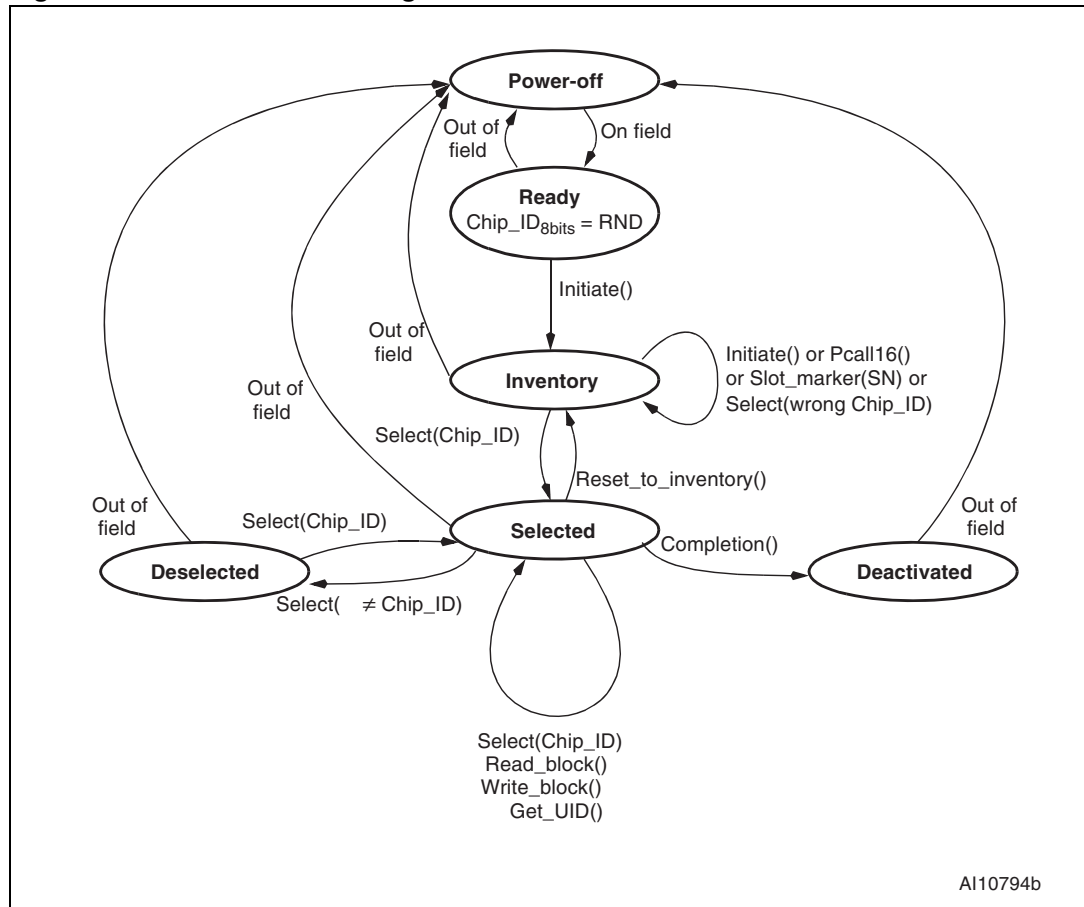 Power-off
Out of
field
On field
Ready
Chip_ID8bits = RND
Initiate()
Out of
field
Inventory
Initiate() or Pcall16()
or Slot_marker(SN) or
Select(wrong Chip_ID)
Out of
field
Select(Chip_ID)
Reset_to_inventory()
Out of
field
Select(Chip_ID)
Selected
Completion()
Out of
field
Deselected
Deactivated
Select( ≠ Chip_ID)
Select(Chip_ID)
Read_block()
Write_block()
Get_UID()
AI10794b